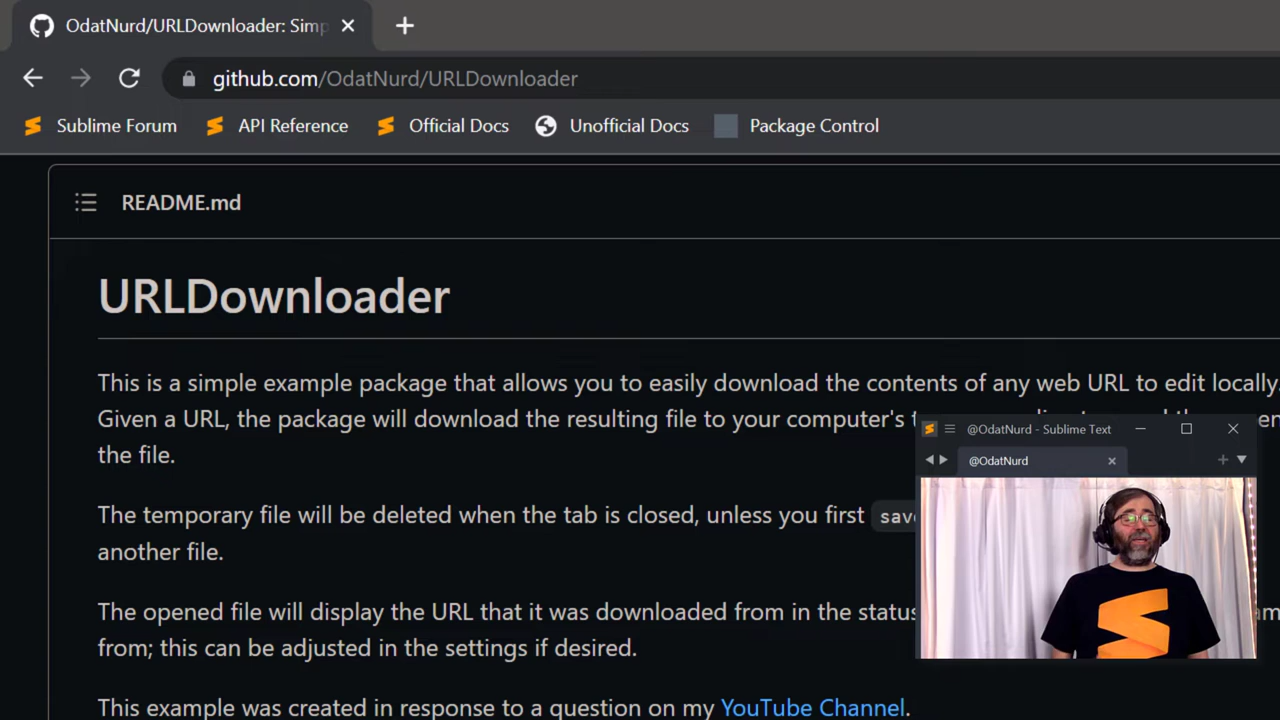 OdatNurd/URLDownloader: Simp
github.com/OdatNurd/URLDownloader
Sublime Forum API Reference Official Docs Unofficial Docs Package Control
README.md
URLDownloader
This is a simple example package that allows you to easily download the contents of any web URL to edit locally.
Given a URL, the package will download the resulting file to your computer's
the file.
@OdatNurd - Sublime Text
@OdatNurd
The temporary file will be deleted when the tab is closed, unless you first
another file.
The opened file will display the URL that it was downloaded from in the status
from; this can be adjusted in the settings if desired.
This example was created in response to a question on my YouTube Channel.